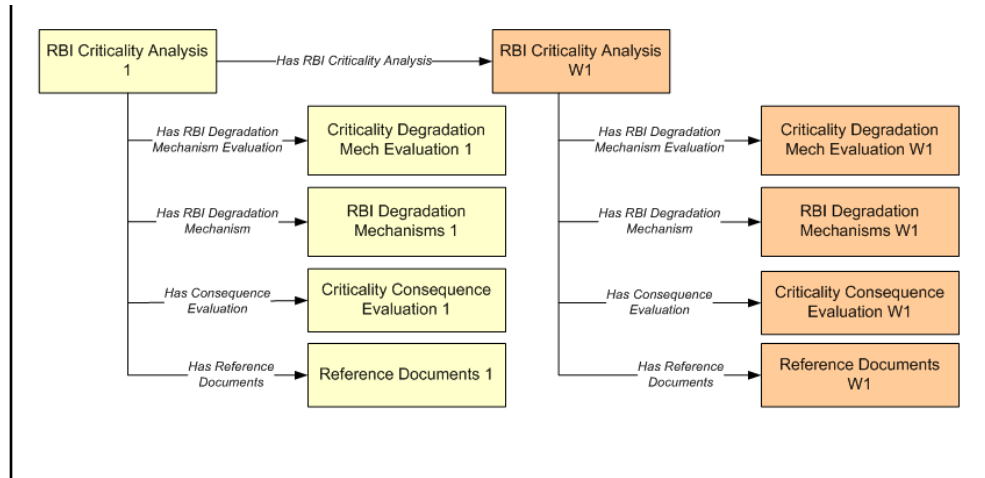 RBI Criticality Analysis
1
Has RBI Criticality Analysis
RBI Criticality Analysis
W1
Has RBI Degradation
Mechanism Evaluation
Criticality Degradation
Mech Evaluation 1
Has RBI Degradation
Mechanism
RBI Degradation
Mechanisms 1
Has Consequence
Evaluation
Criticality Consequence
Evaluation 1
Has Reference
Documents
Reference Documents 1
Has RBI Degradation
Mechanism Evaluation
Criticality Degradation
Mech Evaluation W1
Has RBI Degradation
Mechanism
RBI Degradation
Mechanisms W1
Has Consequence
Evaluation
Criticality Consequence
Evaluation W1
Has Reference
Documents
Reference Documents
W1